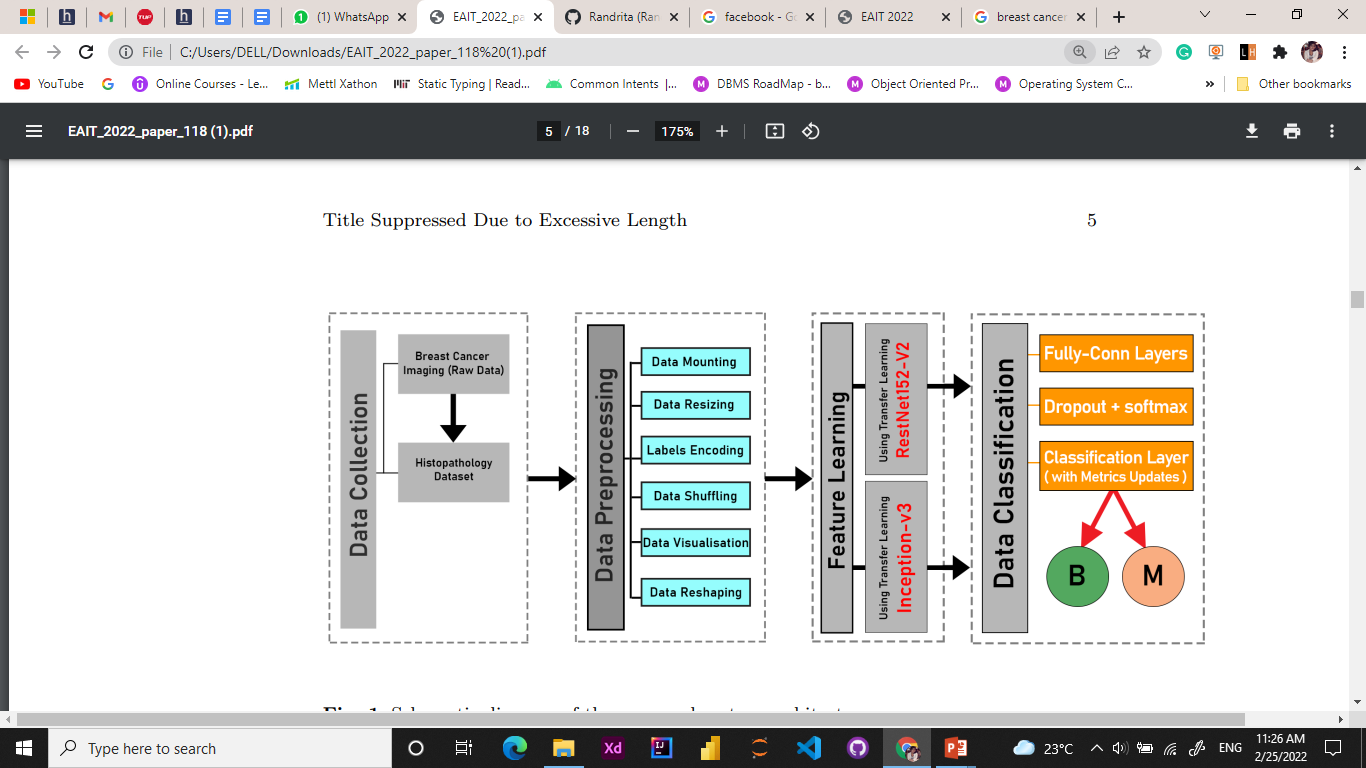 (1) WhatsApp
EAIT_2022_pa
Randrita (Ran
facebook - Go
EAIT 2022
breast cancer
File
C:/Users/DELL/Downloads/EAIT_2022_paper_118%20(1).pdf
YouTube
Online Courses - Le...
Mettl Xathon
Static Typing | Read...
Common Intents |...
DBMS RoadMap - b...
Object Oriented Pr...
Operating System C...
»
Other bookmarks
EAIT_2022_paper_118 (1).pdf
5 / 18
175%
Title Suppressed Due to Excessive Length
5
Data Collection
Breast Cancer
Imaging (Raw Data)
Histopathology
Dataset
Data Preprocessing
Data Mounting
Data Resizing
Labels Encoding
Data Shuffling
Data Visualisation
Data Reshaping
Feature Learning
Using Transfer Learning
RestNet152-V2
Using Transfer Learning
Inception-v3
Data Classification
Fully-Conn Layers
Dropout + softmax
Classification Layer
( with Metrics Updates )
B
M
Type here to search
Xd
23°C
ENG
11:26 AM
2/25/2022